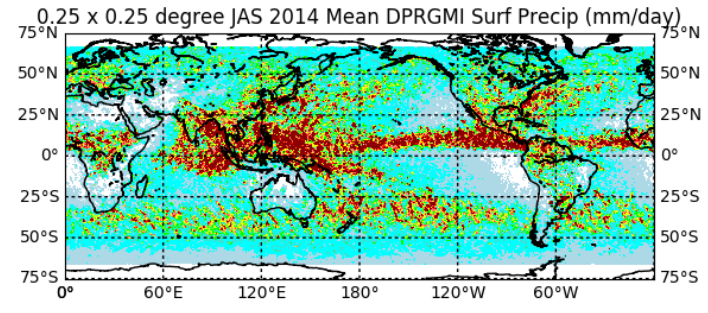 0.25 x 0.25 degree JAS 2014 Mean DPRGMI Surf Precip (mm/day)
75°N 75°N
50°N 50°N
25°N 25°N
0° 0°
25°S 25°S
50°S 50°S
75°S 75°S
0° 60°E 120°E 180° 120°W 60°W